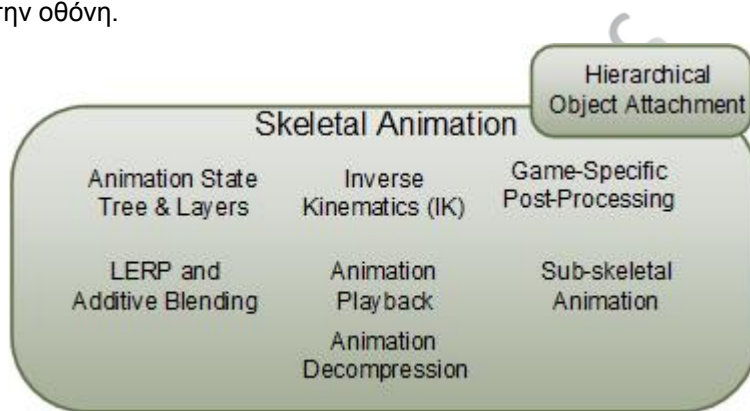 την οθόνη.
Hierarchical
Object Attachment
Skeletal Animation
Animation State
Tree & Layers
Inverse
Kinematics (IK)
Game-Specific
Post-Processing
LERP and
Additive Blending
Animation
Playback
Sub-skeletal
Animation
Animation
Decompression